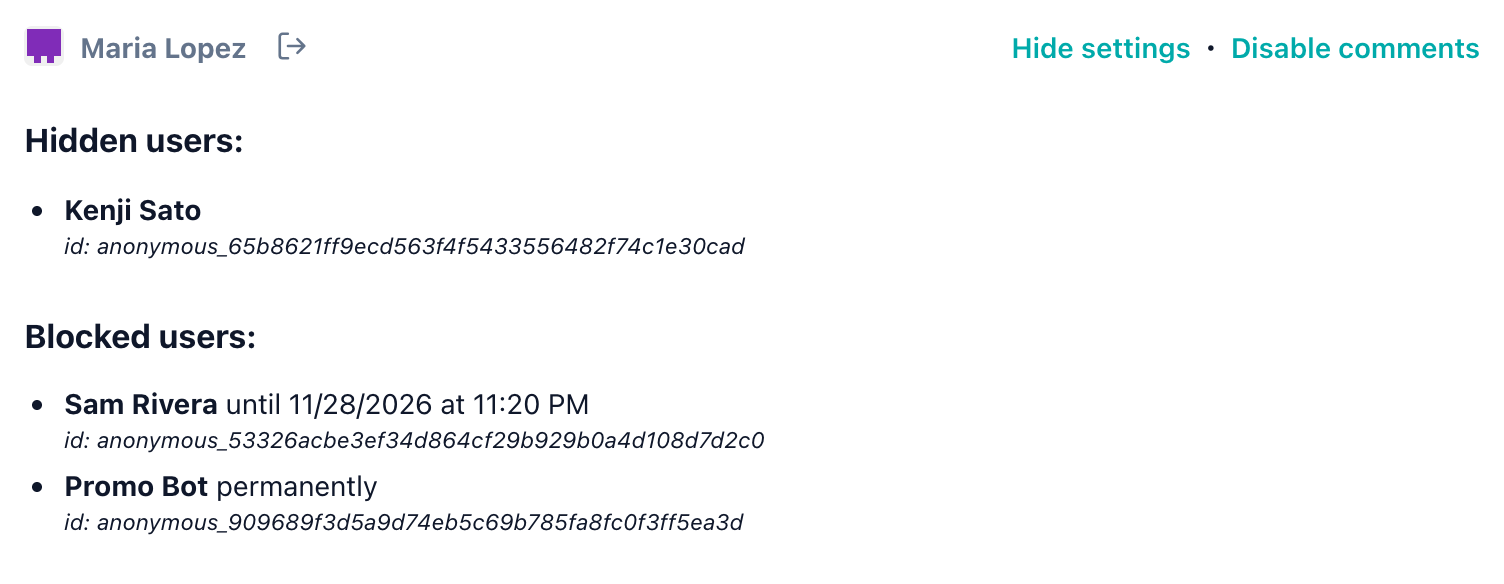 Maria Lopez
Hide settings • Disable comments
Hidden users:
Kenji Sato
id: anonymous_65b8621ff9ecd563f4f5433556482f74c1e30cad
Blocked users:
Sam Rivera until 11/28/2026 at 11:20 PM
id: anonymous_53326acbe3ef34d864cf29b929b0a4d108d7d2c0
Promo Bot permanently
id: anonymous_909689f3d5a9d74eb5c69b785fa8fc0f3ff5ea3d